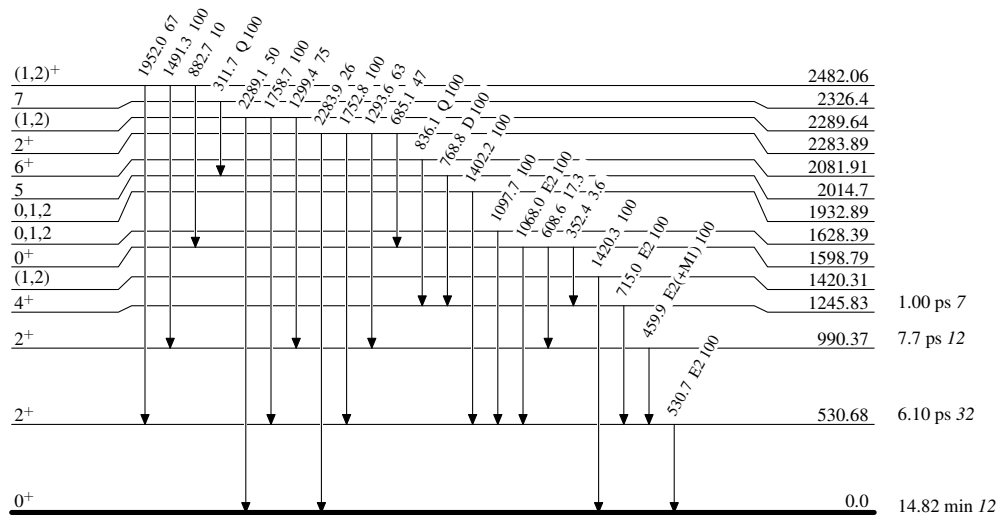 1952.0 67
1491.3 100
882.7 10
311.7 Q 100
2289.1 50
1758.7 100
1299.4 75
2283.9 26
1752.8 100
1293.6 63
685.1 47
836.1 Q 100
768.8 D 100
1402.2 100
1097.7 100
1068.0 E2 100
608.6 17.3
352.4 3.6
1420.3 100
715.0 E2 100
459.9 E2(+M1) 100
530.7 E2 100
(1,2)⁺ 2482.06
7 2326.4
(1,2) 2289.64
2⁺ 2283.89
6⁺ 2081.91
5 2014.7
0,1,2 1932.89
0,1,2 1628.39
0⁺ 1598.79
(1,2) 1420.31
4⁺ 1245.83 1.00 ps 7
2⁺ 990.37 7.7 ps 12
2⁺ 530.68 6.10 ps 32
0⁺ 0.0 14.82 min 12